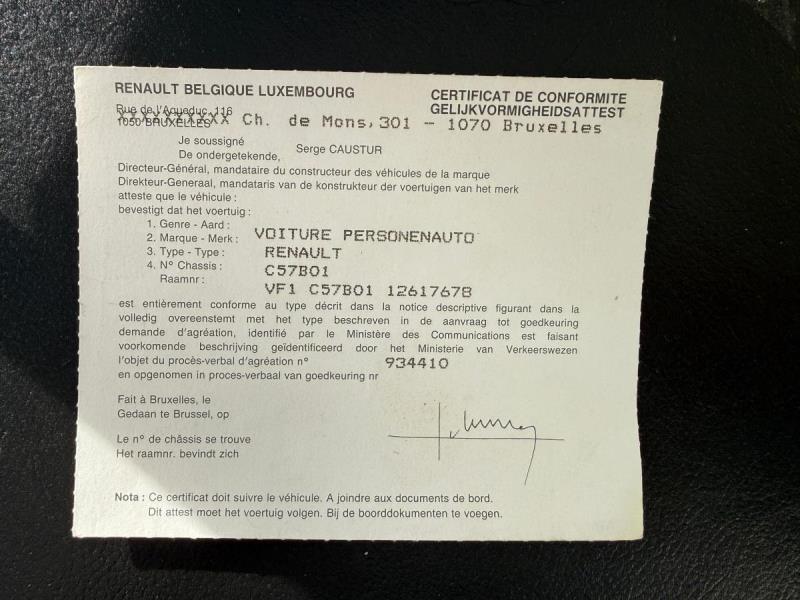 RENAULT BELGIQUE LUXEMBOURG
CERTIFICAT DE CONFORMITE
GELIJKVORMIGHEIDSATTEST
Rue de l'Aqueduc, 116
1050 BRUXELLES
Ch. de Mons, 301 - 1070 Bruxelles
Je soussigné
De ondergetekende,
Serge CAUSTUR
Directeur-Général, mandataire du constructeur des véhicules de la marque
Direkteur-Generaal, mandataris van de konstrukteur der voertuigen van het merk
atteste que le véhicule :
bevestigt dat het voertuig :
1. Genre - Aard : VOITURE PERSONENAUTO
2. Marque - Merk : RENAULT
3. Type - Type : C57B01
4. N° Chassis : VF1 C57B01 12617678
Raamnr :
est entièrement conforme au type décrit dans la notice descriptive figurant dans la
volledig overeenstemt met het type beschreven in de aanvraag tot goedkeuring
demande d'agréation, identifié par le Ministère des Communications est faisant
voorkomende beschrijving geïdentificeerd door het Ministerie van Verkeerswezen
l'objet du procès-verbal d'agréation n° 934410
en opgenomen in proces-verbaal van goedkeuring nr
Fait à Bruxelles, le
Gedaan te Brussel, op
Le n° de châssis se trouve
Het raamnr. bevindt zich
Nota : Ce certificat doit suivre le véhicule. A joindre aux documents de bord.
Dit attest moet het voertuig volgen. Bij de boorddokumenten te voegen.